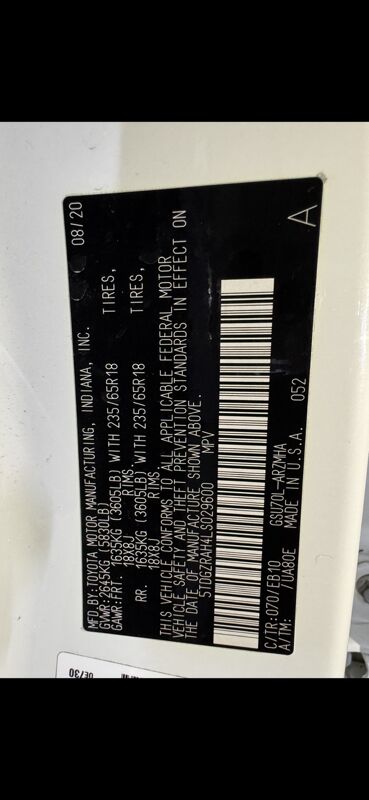 MFD.BY:TOYOTA MOTOR MANUFACTURING, INDIANA, INC. 08/20
GVWR:2645KG (5830LB)
GAWR:FRT. 1635KG (3605LB) WITH 235/65R18 TIRES,
18X8J RIMS
RR. 1635KG (3605LB) WITH 235/65R18 TIRES,
18X8J RIMS
THIS VEHICLE CONFORMS TO ALL APPLICABLE FEDERAL MOTOR
VEHICLE SAFETY AND THEFT PREVENTION STANDARDS IN EFFECT ON
THE DATE OF MANUFACTURE SHOWN ABOVE.
5TDGZRAH4LS029600 MPV
C/TR:070/EB10 GSU70L-ARZMHA 052
A/TM: /UA80E MADE IN U.S.A. A
0E/30